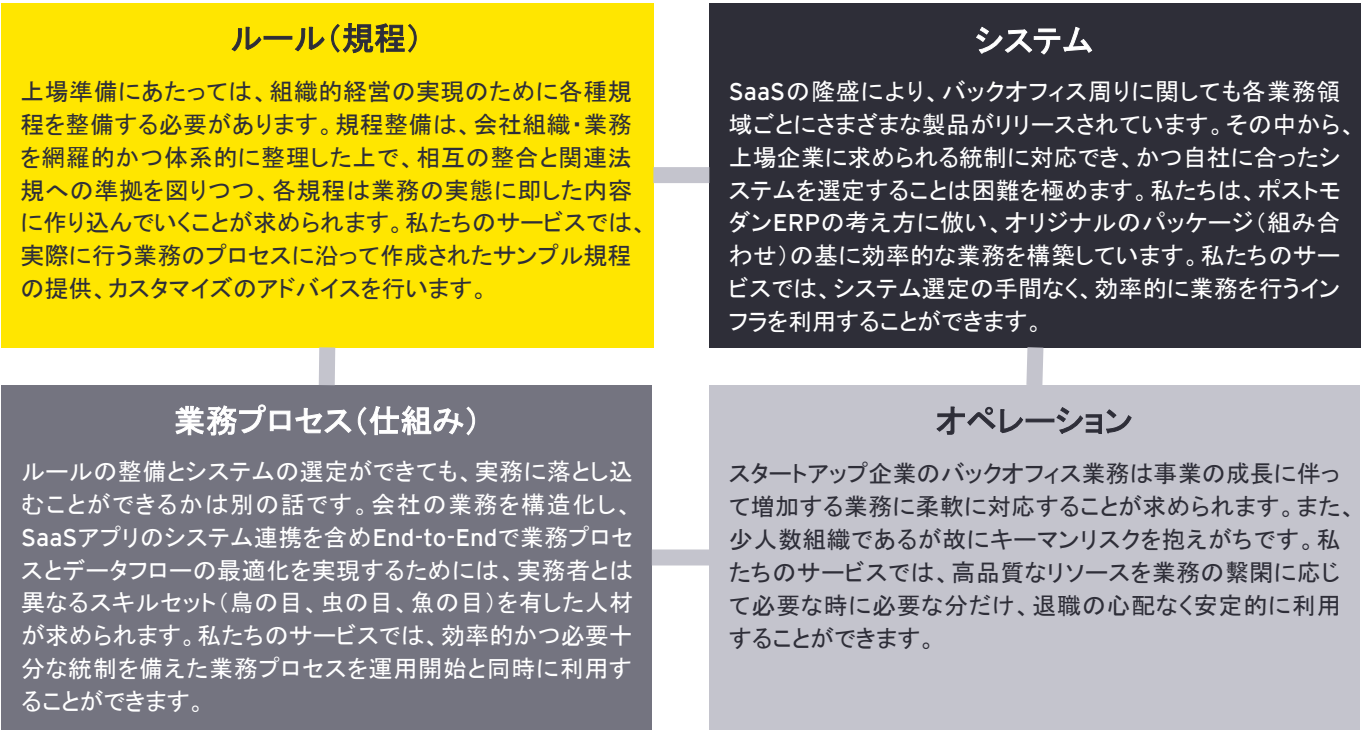 ルール（規程）
上場準備にあたっては、組織的経営の実現のために各種規
程を整備する必要があります。規程整備は、会社組織・業務
を網羅的かつ体系的に整理した上で、相互の整合と関連法
規への準拠を図りつつ、各規程は業務の実態に即した内容
に作り込んでいくことが求められます。私たちのサービスでは、
実際に行う業務のプロセスに沿って作成されたサンプル規程
の提供、カスタマイズのアドバイスを行います。
システム
SaaSの隆盛により、バックオフィス周りに関しても各業務領
域ごとにさまざまな製品がリリースされています。その中から、
上場企業に求められる統制に対応でき、かつ自社に合ったシ
ステムを選定することは困難を極めます。私たちは、ポストモ
ダンERPの考え方に倣い、オリジナルのパッケージ（組み合
わせ）の基に効率的な業務を構築しています。私たちのサー
ビスでは、システム選定の手間なく、効率的に業務を行うイン
フラを利用することができます。
業務プロセス（仕組み）
ルールの整備とシステムの選定ができても、実務に落とし込
むことができるかは別の話です。会社の業務を構造化し、
SaaSアプリのシステム連携を含めEnd-to-Endで業務プロセ
スとデータフローの最適化を実現するためには、実務者とは
異なるスキルセット（鳥の目、虫の目、魚の目）を有した人材
が求められます。私たちのサービスでは、効率的かつ必要十
分な統制を備えた業務プロセスを運用開始と同時に利用す
ることができます。
オペレーション
スタートアップ企業のバックオフィス業務は事業の成長に伴っ
て増加する業務に柔軟に対応することが求められます。また、
少人数組織であるが故にキーマンリスクを抱えがちです。私
たちのサービスでは、高品質なリソースを業務の繁閑に応じ
て必要な時に必要な分だけ、退職の心配なく安定的に利用
することができます。